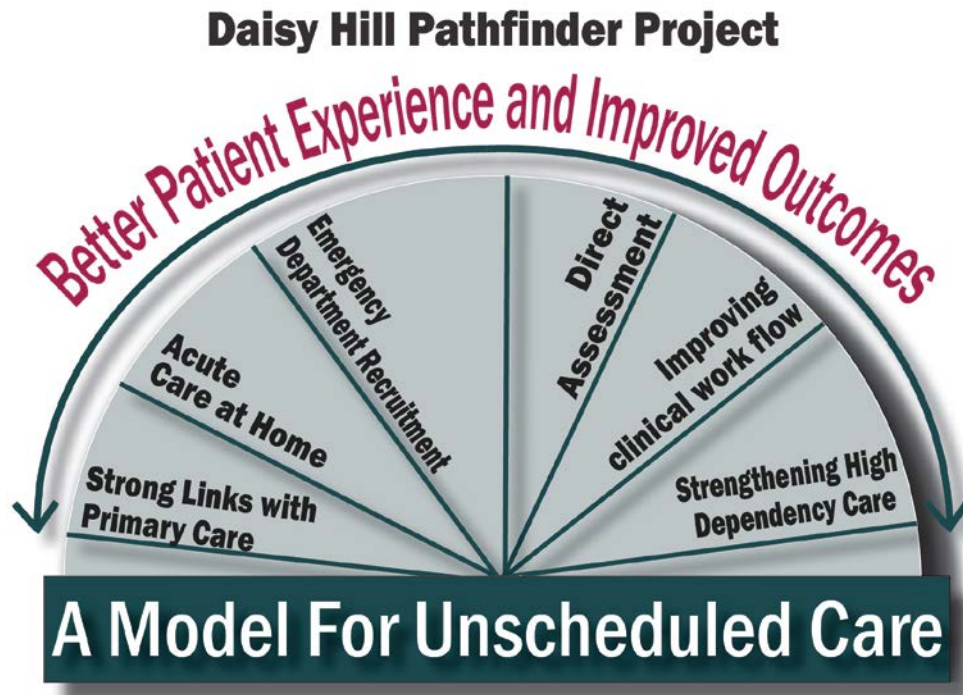 Daisy Hill Pathfinder Project
Better Patient Experience and Improved Outcomes
Strong Links with
Primary Care
Acute
Care at Home
Emergency
Department Recruitment
Direct
Assessment
Improving
clinical work flow
Strengthening High
Dependency Care
A Model For Unscheduled Care